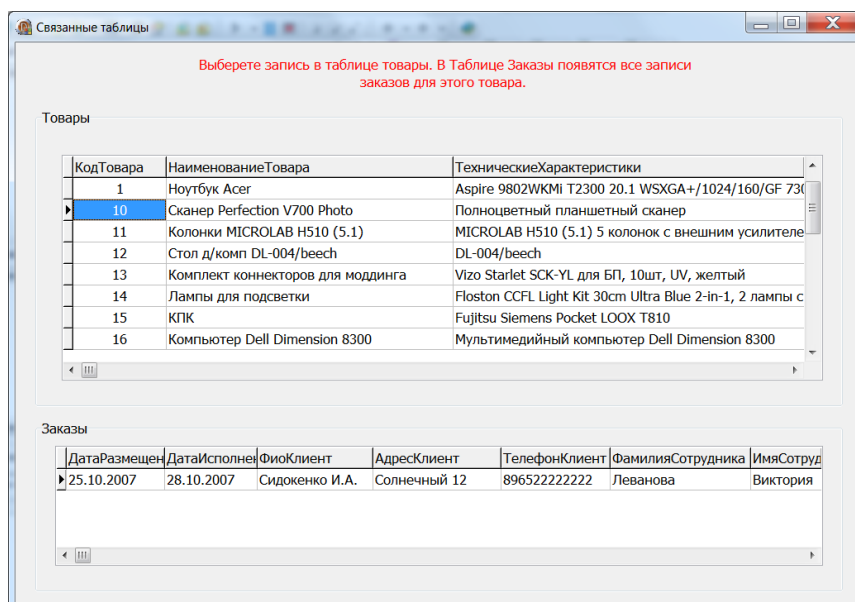 Связанные таблицы
Выберете запись в таблице товары. В Таблице Заказы появятся все записи
заказов для этого товара.
Товары
КодТовара НаименованиеТовара ТехническиеХарактеристики
1 Ноутбук Acer Aspire 9802WKMi T2300 20.1 WSXGA+/1024/160/GF 730
10 Сканер Perfection V700 Photo Полноцветный планшетный сканер
11 Колонки MICROLAB H510 (5.1) MICROLAB H510 (5.1) 5 колонок с внешним усилителе
12 Стол д/комп DL-004/beech DL-004/beech
13 Комплект коннекторов для моддинга Vizo Starlet SCK-YL для БП, 10шт, UV, желтый
14 Лампы для подсветки Floston CCFL Light Kit 30cm Ultra Blue 2-in-1, 2 лампы с
15 КПК Fujitsu Siemens Pocket LOOX T810
16 Компьютер Dell Dimension 8300 Мультимедийный компьютер Dell Dimension 8300
Заказы
ДатаРазмещен ДатаИсполнен ФиоКлиент АдресКлиент ТелефонКлиент ФамилияСотрудника ИмяСотруд
25.10.2007 28.10.2007 Сидокенко И.А. Солнечный 12 896522222222 Леванова Виктория